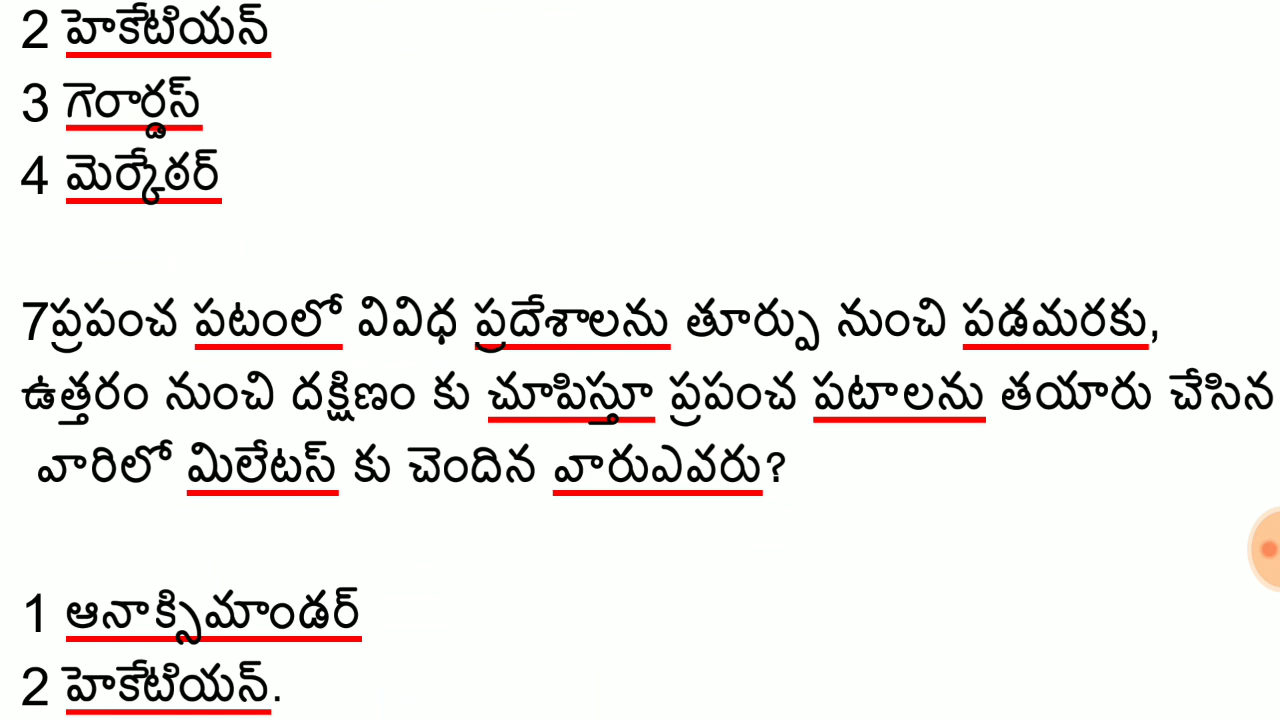 2 హెకేటియన్
3 గెరార్డస్
4 మెర్కేఠర్
7ప్రపంచ పటంలో వివిధ ప్రదేశాలను తూర్పు నుంచి పడమరకు,
ఉత్తరం నుంచి దక్షిణం కు చూపిస్తూ ప్రపంచ పటాలను తయారు చేసిన
వారిలో మిలేటస్ కు చెందిన వారుఎవరు?
1 ఆనాక్సిమాండర్
2 హెకేటియన్.